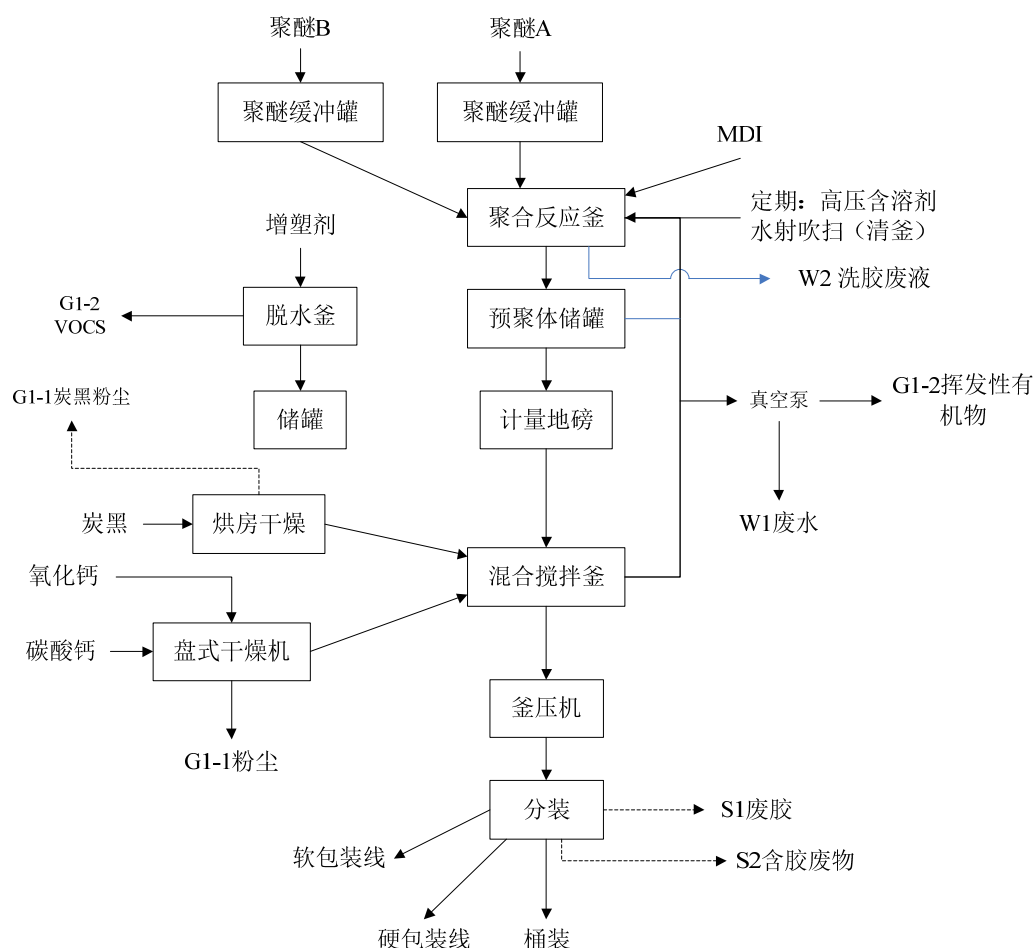 聚醚B
聚醚A
聚醚缓冲罐
聚醚缓冲罐
MDI
聚合反应釜
定期：高压含溶剂
水射吹扫（清釜）
增塑剂
W2 洗胶废液
G1-2
VOCS
脱水釜
预聚体储罐
G1-1炭黑粉尘
储罐
计量地磅
真空泵
G1-2挥发性有
机物
炭黑
烘房干燥
W1废水
氧化钙
混合搅拌釜
碳酸钙
盘式干燥机
釜压机
G1-1粉尘
分装
S1废胶
软包装线
S2含胶废物
硬包装线
桶装